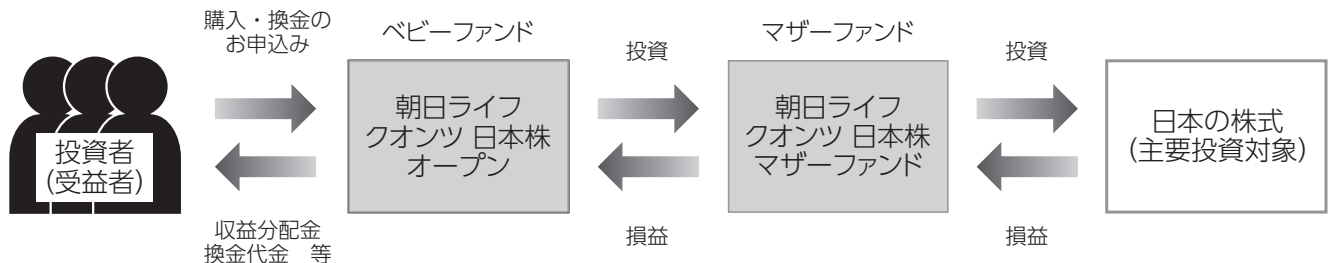 購入・換金の
お申込み
投資者
(受益者)
収益分配金
換金代金　等
ベビーファンド
朝日ライフ
クオンツ 日本株
オープン
投資
損益
マザーファンド
朝日ライフ
クオンツ 日本株
マザーファンド
投資
損益
日本の株式
(主要投資対象)